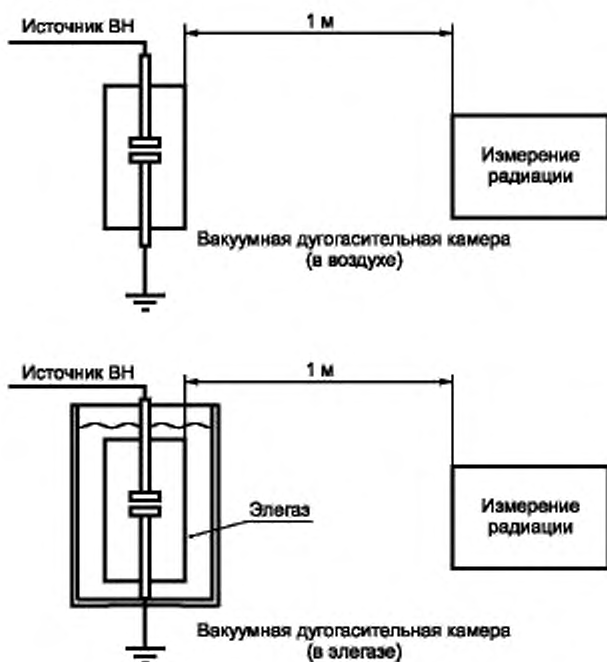 Источник ВН
1 м
Измерение
радиации
Вакуумная дугогасительная камера
(в воздухе)
Источник ВН
1 м
Элегаз
Измерение
радиации
Вакуумная дугогасительная камера
(в элегазе)